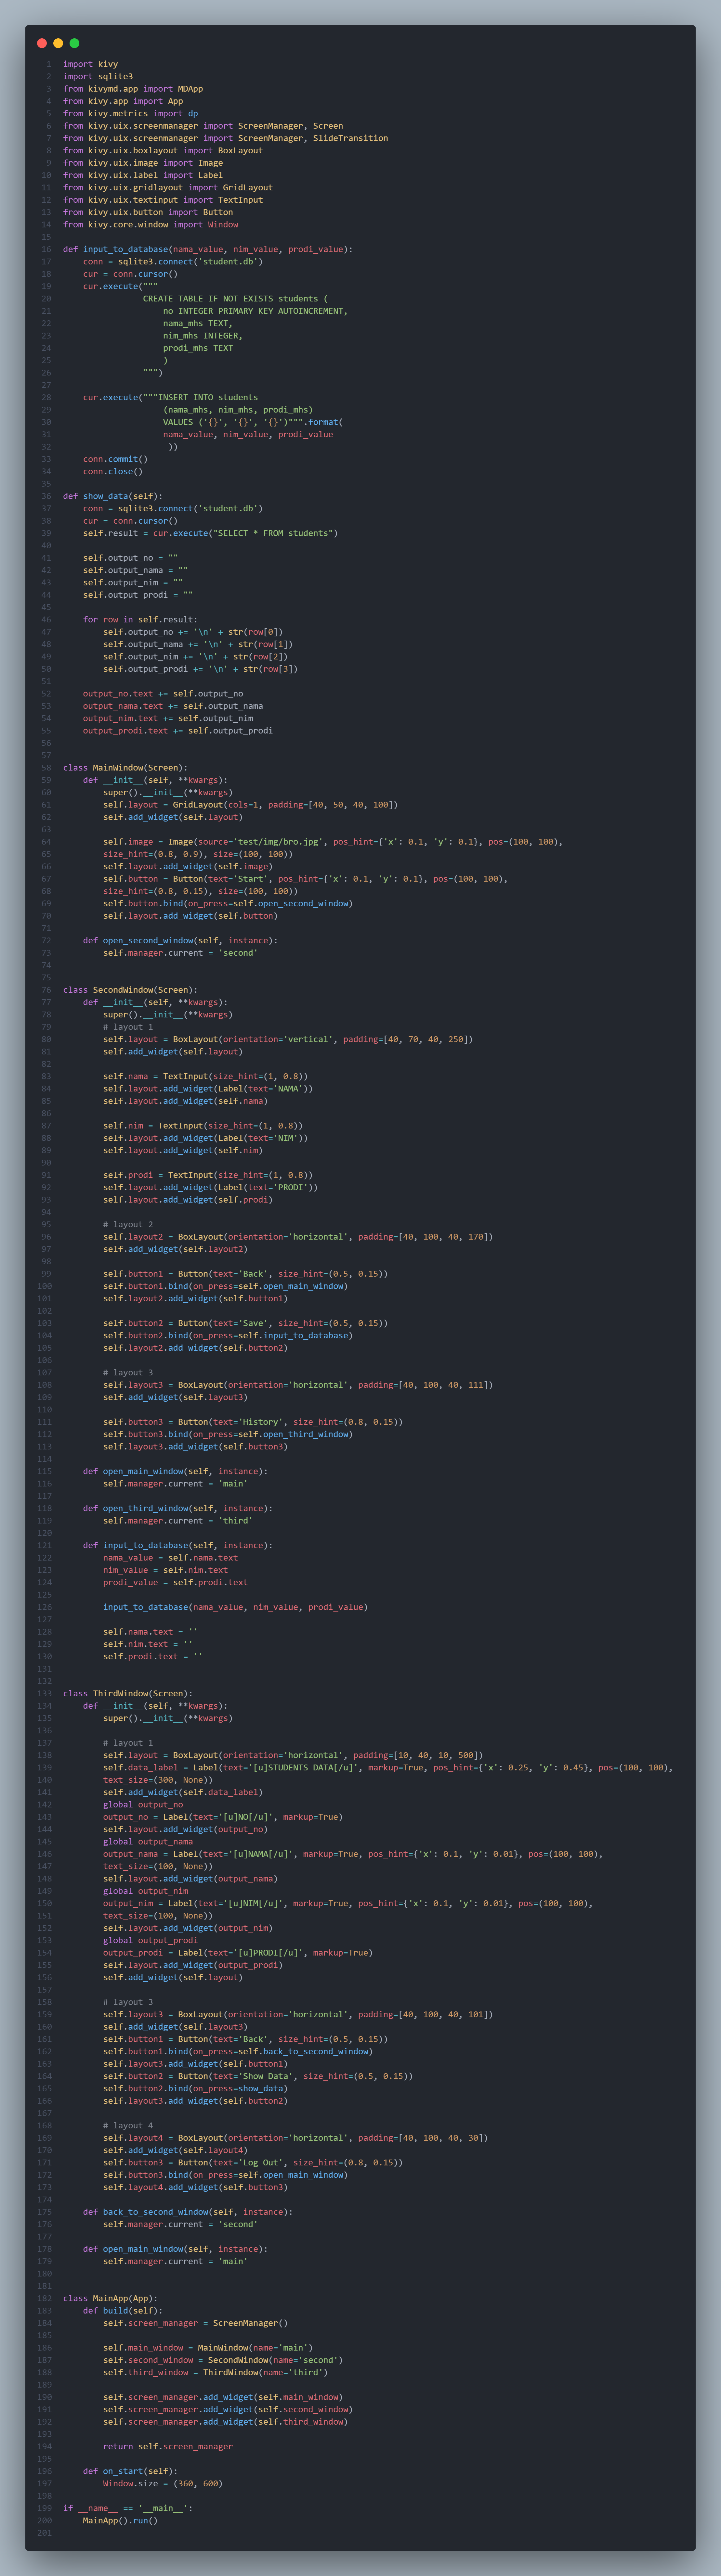 1 import kivy
2 import sqlite3
3 from kivymd.app import MDApp
4 from kivy.app import App
5 from kivy.metrics import dp
6 from kivy.uix.screenmanager import ScreenManager, Screen
7 from kivy.uix.screenmanager import ScreenManager, SlideTransition
8 from kivy.uix.boxlayout import BoxLayout
9 from kivy.uix.image import Image
10 from kivy.uix.label import Label
11 from kivy.uix.gridlayout import GridLayout
12 from kivy.uix.textinput import TextInput
13 from kivy.uix.button import Button
14 from kivy.core.window import Window
15
16 def input_to_database(nama_value, nim_value, prodi_value):
17     conn = sqlite3.connect('student.db')
18     cur = conn.cursor()
19     cur.execute("""
20                 CREATE TABLE IF NOT EXISTS students (
21                     no INTEGER PRIMARY KEY AUTOINCREMENT,
22                     nama_mhs TEXT,
23                     nim_mhs INTEGER,
24                     prodi_mhs TEXT
25                     )
26                 """)
27
28     cur.execute("""INSERT INTO students
29                     (nama_mhs, nim_mhs, prodi_mhs)
30                     VALUES ('{}', '{}', '{}')""".format(
31                     nama_value, nim_value, prodi_value
32                      ))
33     conn.commit()
34     conn.close()
35
36 def show_data(self):
37     conn = sqlite3.connect('student.db')
38     cur = conn.cursor()
39     self.result = cur.execute("SELECT * FROM students")
40
41     self.output_no = ""
42     self.output_nama = ""
43     self.output_nim = ""
44     self.output_prodi = ""
45
46     for row in self.result:
47         self.output_no += '\n' + str(row[0])
48         self.output_nama += '\n' + str(row[1])
49         self.output_nim += '\n' + str(row[2])
50         self.output_prodi += '\n' + str(row[3])
51
52     output_no.text += self.output_no
53     output_nama.text += self.output_nama
54     output_nim.text += self.output_nim
55     output_prodi.text += self.output_prodi
56
57
58 class MainWindow(Screen):
59     def __init__(self, **kwargs):
60         super().__init__(**kwargs)
61         self.layout = GridLayout(cols=1, padding=[40, 50, 40, 100])
62         self.add_widget(self.layout)
63
64         self.image = Image(source='test/img/bro.jpg', pos_hint={'x': 0.1, 'y': 0.1}, pos=(100, 100),
65         size_hint=(0.8, 0.9), size=(100, 100))
66         self.layout.add_widget(self.image)
67         self.button = Button(text='Start', pos_hint={'x': 0.1, 'y': 0.1}, pos=(100, 100),
68         size_hint=(0.8, 0.15), size=(100, 100))
69         self.button.bind(on_press=self.open_second_window)
70         self.layout.add_widget(self.button)
71
72     def open_second_window(self, instance):
73         self.manager.current = 'second'
74
75
76 class SecondWindow(Screen):
77     def __init__(self, **kwargs):
78         super().__init__(**kwargs)
79         # layout 1
80         self.layout = BoxLayout(orientation='vertical', padding=[40, 70, 40, 250])
81         self.add_widget(self.layout)
82
83         self.nama = TextInput(size_hint=(1, 0.8))
84         self.layout.add_widget(Label(text='NAMA'))
85         self.layout.add_widget(self.nama)
86
87         self.nim = TextInput(size_hint=(1, 0.8))
88         self.layout.add_widget(Label(text='NIM'))
89         self.layout.add_widget(self.nim)
90
91         self.prodi = TextInput(size_hint=(1, 0.8))
92         self.layout.add_widget(Label(text='PRODI'))
93         self.layout.add_widget(self.prodi)
94
95         # layout 2
96         self.layout2 = BoxLayout(orientation='horizontal', padding=[40, 100, 40, 170])
97         self.add_widget(self.layout2)
98
99         self.button1 = Button(text='Back', size_hint=(0.5, 0.15))
100         self.button1.bind(on_press=self.open_main_window)
101         self.layout2.add_widget(self.button1)
102
103         self.button2 = Button(text='Save', size_hint=(0.5, 0.15))
104         self.button2.bind(on_press=self.input_to_database)
105         self.layout2.add_widget(self.button2)
106
107         # layout 3
108         self.layout3 = BoxLayout(orientation='horizontal', padding=[40, 100, 40, 111])
109         self.add_widget(self.layout3)
110
111         self.button3 = Button(text='History', size_hint=(0.8, 0.15))
112         self.button3.bind(on_press=self.open_third_window)
113         self.layout3.add_widget(self.button3)
114
115     def open_main_window(self, instance):
116         self.manager.current = 'main'
117
118     def open_third_window(self, instance):
119         self.manager.current = 'third'
120
121     def input_to_database(self, instance):
122         nama_value = self.nama.text
123         nim_value = self.nim.text
124         prodi_value = self.prodi.text
125
126         input_to_database(nama_value, nim_value, prodi_value)
127
128         self.nama.text = ''
129         self.nim.text = ''
130         self.prodi.text = ''
131
132
133 class ThirdWindow(Screen):
134     def __init__(self, **kwargs):
135         super().__init__(**kwargs)
136
137         # layout 1
138         self.layout = BoxLayout(orientation='horizontal', padding=[10, 40, 10, 500])
139         self.data_label = Label(text='[u]STUDENTS DATA[/u]', markup=True, pos_hint={'x': 0.25, 'y': 0.45}, pos=(100, 100),
140         text_size=(300, None))
141         self.add_widget(self.data_label)
142         global output_no
143         output_no = Label(text='[u]NO[/u]', markup=True)
144         self.layout.add_widget(output_no)
145         global output_nama
146         output_nama = Label(text='[u]NAMA[/u]', markup=True, pos_hint={'x': 0.1, 'y': 0.01}, pos=(100, 100),
147         text_size=(100, None))
148         self.layout.add_widget(output_nama)
149         global output_nim
150         output_nim = Label(text='[u]NIM[/u]', markup=True, pos_hint={'x': 0.1, 'y': 0.01}, pos=(100, 100),
151         text_size=(100, None))
152         self.layout.add_widget(output_nim)
153         global output_prodi
154         output_prodi = Label(text='[u]PRODI[/u]', markup=True)
155         self.layout.add_widget(output_prodi)
156         self.add_widget(self.layout)
157
158         # layout 3
159         self.layout3 = BoxLayout(orientation='horizontal', padding=[40, 100, 40, 101])
160         self.add_widget(self.layout3)
161         self.button1 = Button(text='Back', size_hint=(0.5, 0.15))
162         self.button1.bind(on_press=self.back_to_second_window)
163         self.layout3.add_widget(self.button1)
164         self.button2 = Button(text='Show Data', size_hint=(0.5, 0.15))
165         self.button2.bind(on_press=show_data)
166         self.layout3.add_widget(self.button2)
167
168         # layout 4
169         self.layout4 = BoxLayout(orientation='horizontal', padding=[40, 100, 40, 30])
170         self.add_widget(self.layout4)
171         self.button3 = Button(text='Log Out', size_hint=(0.8, 0.15))
172         self.button3.bind(on_press=self.open_main_window)
173         self.layout4.add_widget(self.button3)
174
175     def back_to_second_window(self, instance):
176         self.manager.current = 'second'
177
178     def open_main_window(self, instance):
179         self.manager.current = 'main'
180
181
182 class MainApp(App):
183     def build(self):
184         self.screen_manager = ScreenManager()
185
186         self.main_window = MainWindow(name='main')
187         self.second_window = SecondWindow(name='second')
188         self.third_window = ThirdWindow(name='third')
189
190         self.screen_manager.add_widget(self.main_window)
191         self.screen_manager.add_widget(self.second_window)
192         self.screen_manager.add_widget(self.third_window)
193
194         return self.screen_manager
195
196     def on_start(self):
197         Window.size = (360, 600)
198
199 if __name__ == '__main__':
200     MainApp().run()
201